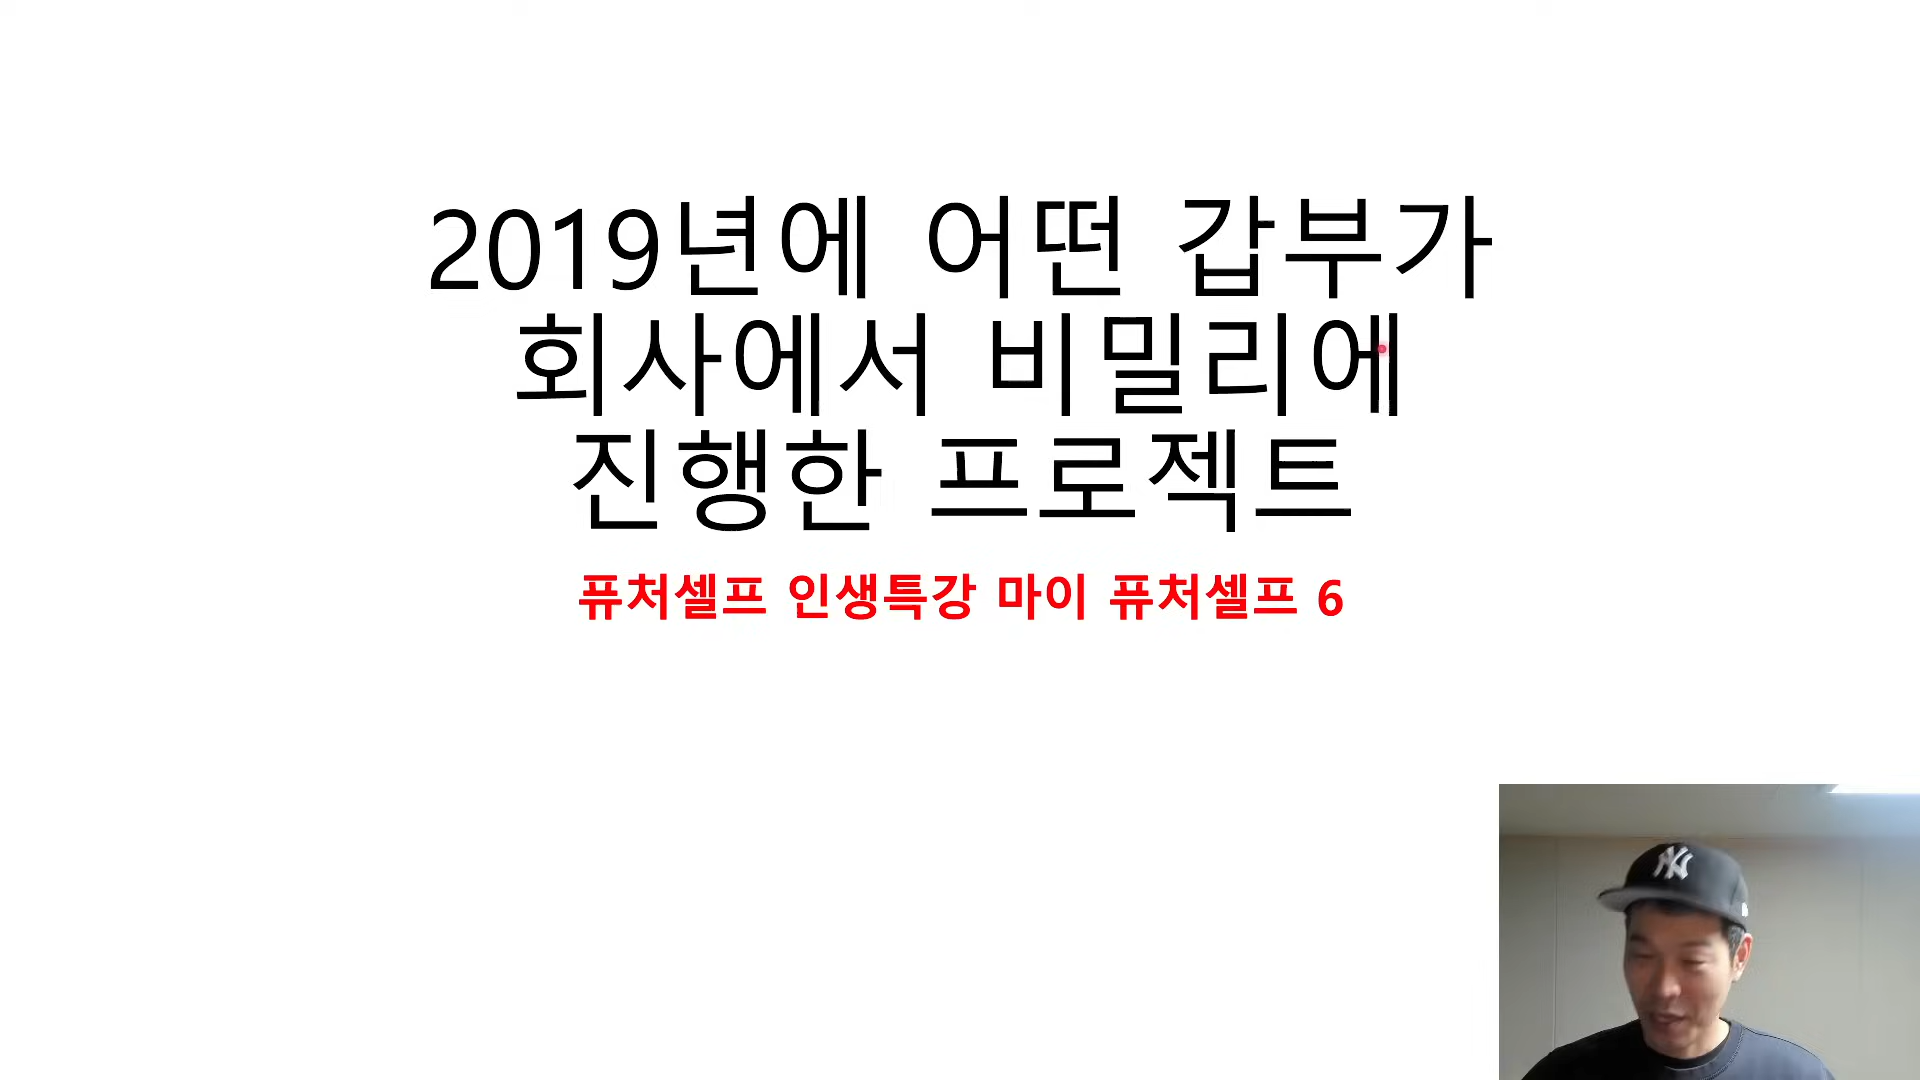 2019년에 어떤 갑부가
회사에서 비밀리에
진행한 프로젝트
퓨처셀프 인생특강 마이 퓨처셀프 6
NY